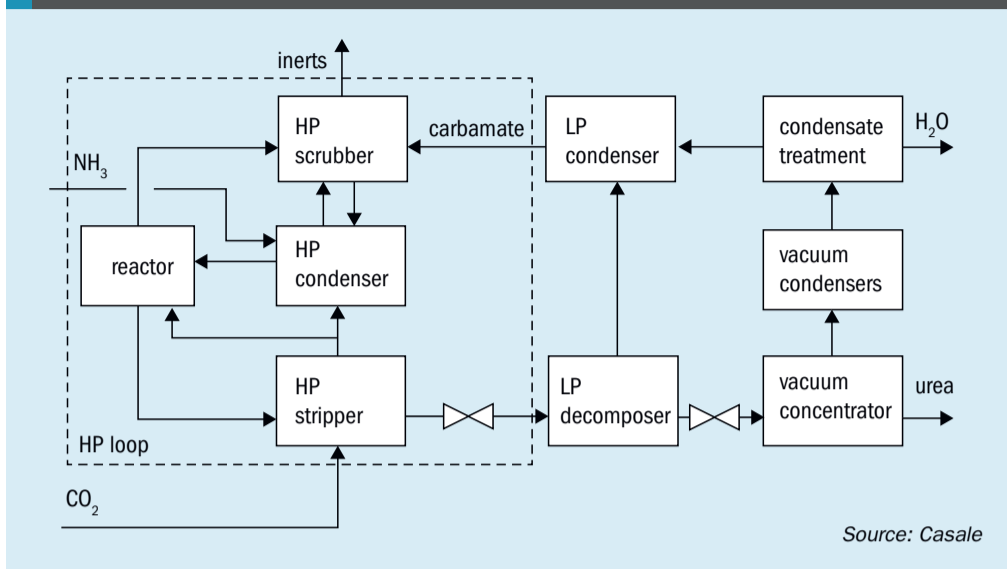 inerts
HP
scrubber
carbamate
LP
condenser
condensate
treatment
H₂O
NH₃
reactor
HP
condenser
vacuum
condensers
HP
stripper
LP
decomposer
vacuum
concentrator
urea
HP loop
CO₂
Source: Casale